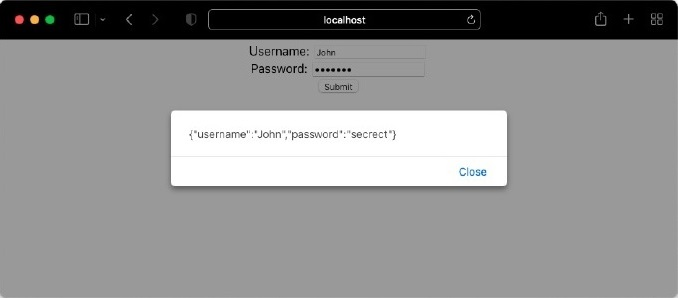 localhost
Username: John
Password: •••••••
Submit
{"username":"John","password":"secrect"}
Close